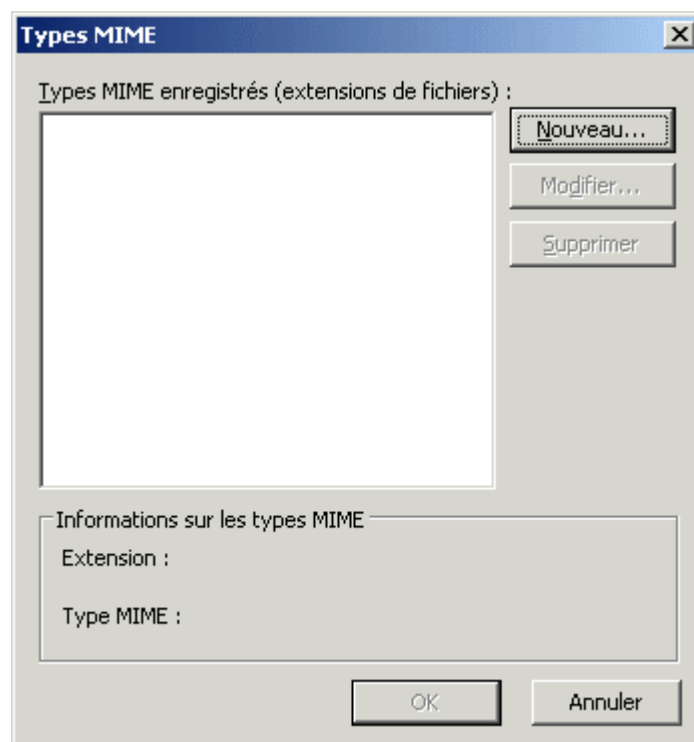 Types MIME
Types MIME enregistrés (extensions de fichiers) :
Nouveau...
Modifier...
Supprimer
Informations sur les types MIME
Extension :
Type MIME :
OK
Annuler